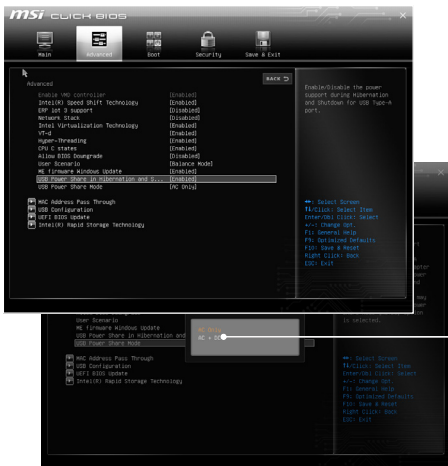 msi CLICK BIOS
Main
Advanced
Boot
Security
Save & Exit
BACK
Advanced
Enable VMD controller [Enabled]
Intel(R) Speed Shift Technology [Enabled]
ERP lot 3 support [Disabled]
Network Stack [Disabled]
Intel Virtualization Technology [Enabled]
VT-d [Enabled]
Hyper-Threading [Enabled]
CPU C states [Enabled]
Allow BIOS Downgrade [Disabled]
User Scenario [Balance Mode]
ME firmware Windows Update [Enabled]
USB Power Share in Hibernation and S... [Enabled]
USB Power Share Mode [AC Only]
MAC Address Pass Through
USB Configuration
UEFI BIOS Update
Intel(R) Rapid Storage Technology
Enable/Disable the power
support during Hibernation
and Shutdown for USB Type-A
port.
↔: Select Screen
↑↓/Click: Select Item
Enter/Dbl Click: Select
+/-: Change Opt.
F1: General Help
F9: Optimized Defaults
F10: Save & Reset
Right Click: Back
ESC: Exit
User Scenario
ME firmware Windows Update
USB Power Share in Hibernation and
USB Power Share Mode
MAC Address Pass Through
USB Configuration
UEFI BIOS Update
Intel(R) Rapid Storage Technology
AC Only
AC + DC
is selected.
↔: Select Screen
↑↓/Click: Select Item
Enter/Dbl Click: Select
+/-: Change Opt.
F1: General Help
F9: Optimized Defaults
F10: Save & Reset
Right Click: Back
ESC: Exit